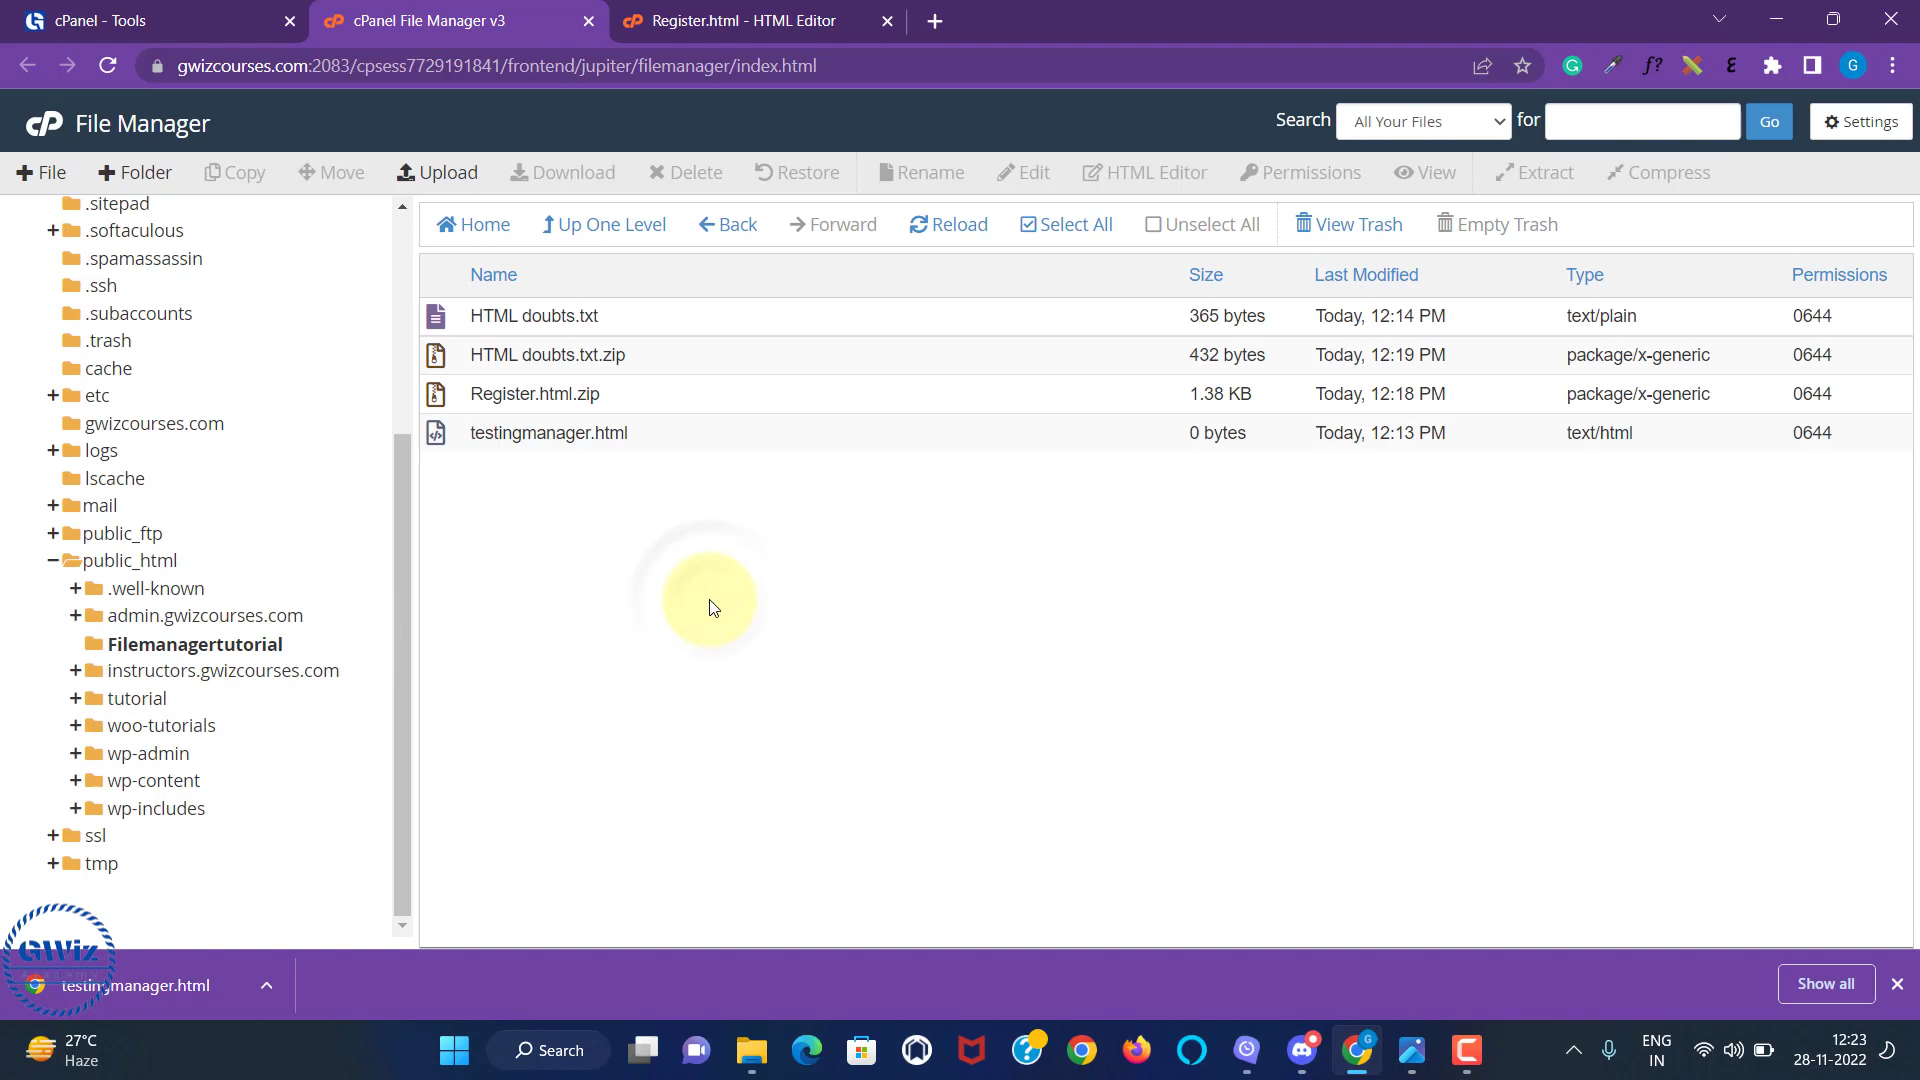 cPanel - Tools
cPanel File Manager v3
Register.html - HTML Editor
gwizcourses.com:2083/cpsess7729191841/frontend/jupiter/filemanager/index.html
f?
G
cP File Manager
Search All Your Files for Go Settings
File Folder Copy Move Upload Download Delete Restore Rename Edit HTML Editor Permissions View Extract Compress
.sitepad
.softaculous
.spamassassin
.ssh
.subaccounts
.trash
cache
etc
gwizcourses.com
logs
lscache
mail
public_ftp
public_html
.well-known
admin.gwizcourses.com
Filemanagertutorial
instructors.gwizcourses.com
tutorial
woo-tutorials
wp-admin
wp-content
wp-includes
ssl
tmp
Home Up One Level Back Forward Reload Select All Unselect All View Trash Empty Trash
Name Size Last Modified Type Permissions
HTML doubts.txt 365 bytes Today, 12:14 PM text/plain 0644
HTML doubts.txt.zip 432 bytes Today, 12:19 PM package/x-generic 0644
Register.html.zip 1.38 KB Today, 12:18 PM package/x-generic 0644
testingmanager.html 0 bytes Today, 12:13 PM text/html 0644
GWiz
testingmanager.html
Show all
27°C
Haze
Search
ENG
IN
12:23
28-11-2022